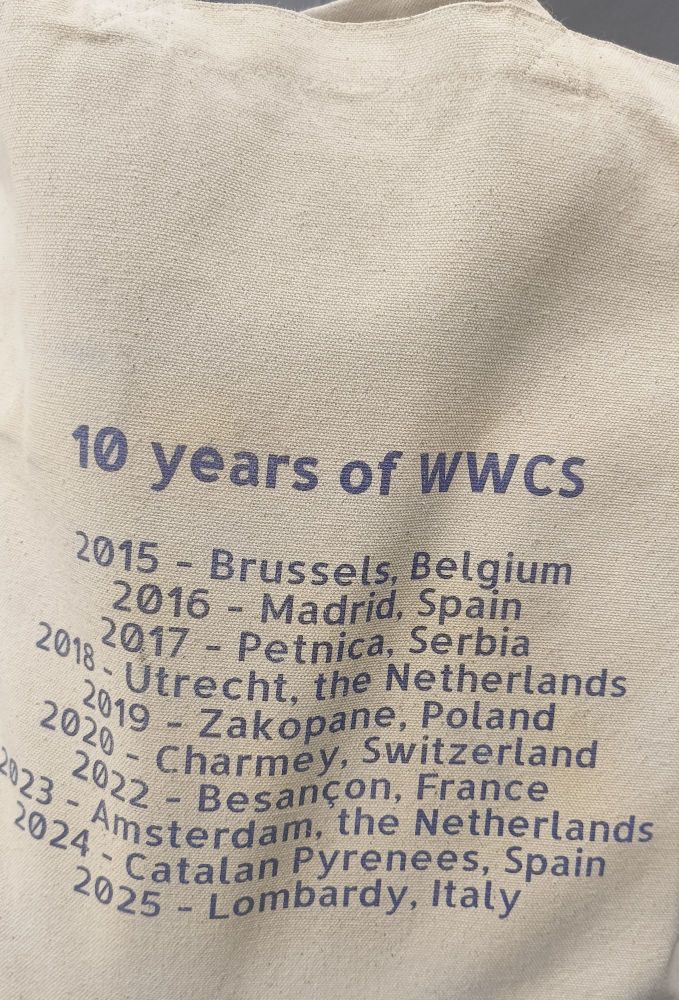 10 years of WWCS
2015 - Brussels, Belgium
2016 - Madrid, Spain
2017 - Petnica, Serbia
2018 - Utrecht, the Netherlands
2019 - Zakopane, Poland
2020 - Charmey, Switzerland
2022 - Besançon, France
2023 - Amsterdam, the Netherlands
2024 - Catalan Pyrenees, Spain
2025 - Lombardy, Italy